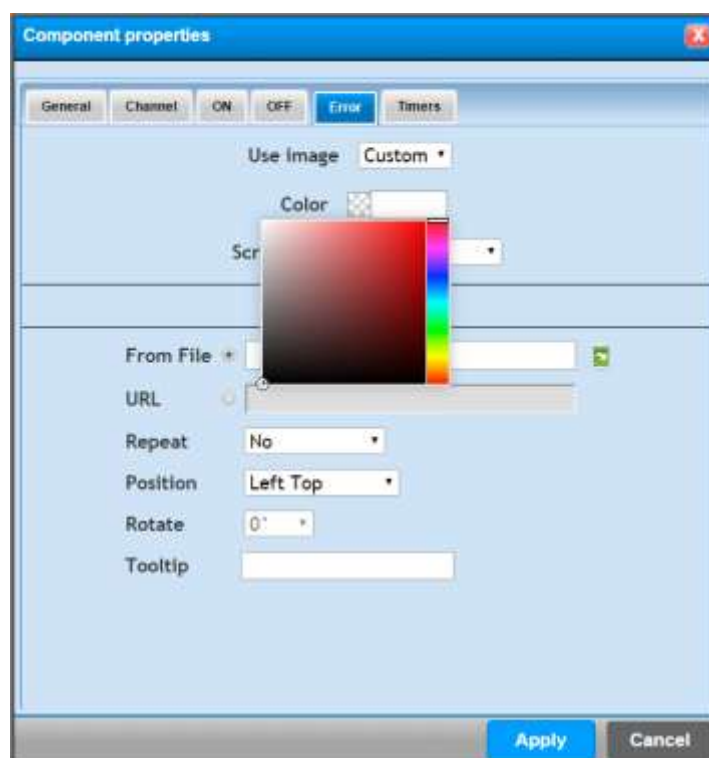 Component properties
X
General Channel ON OFF Error Timers
Use Image Custom
Color
Scr
From File
URL
Repeat No
Position Left Top
Rotate 0°
Tooltip
Apply Cancel